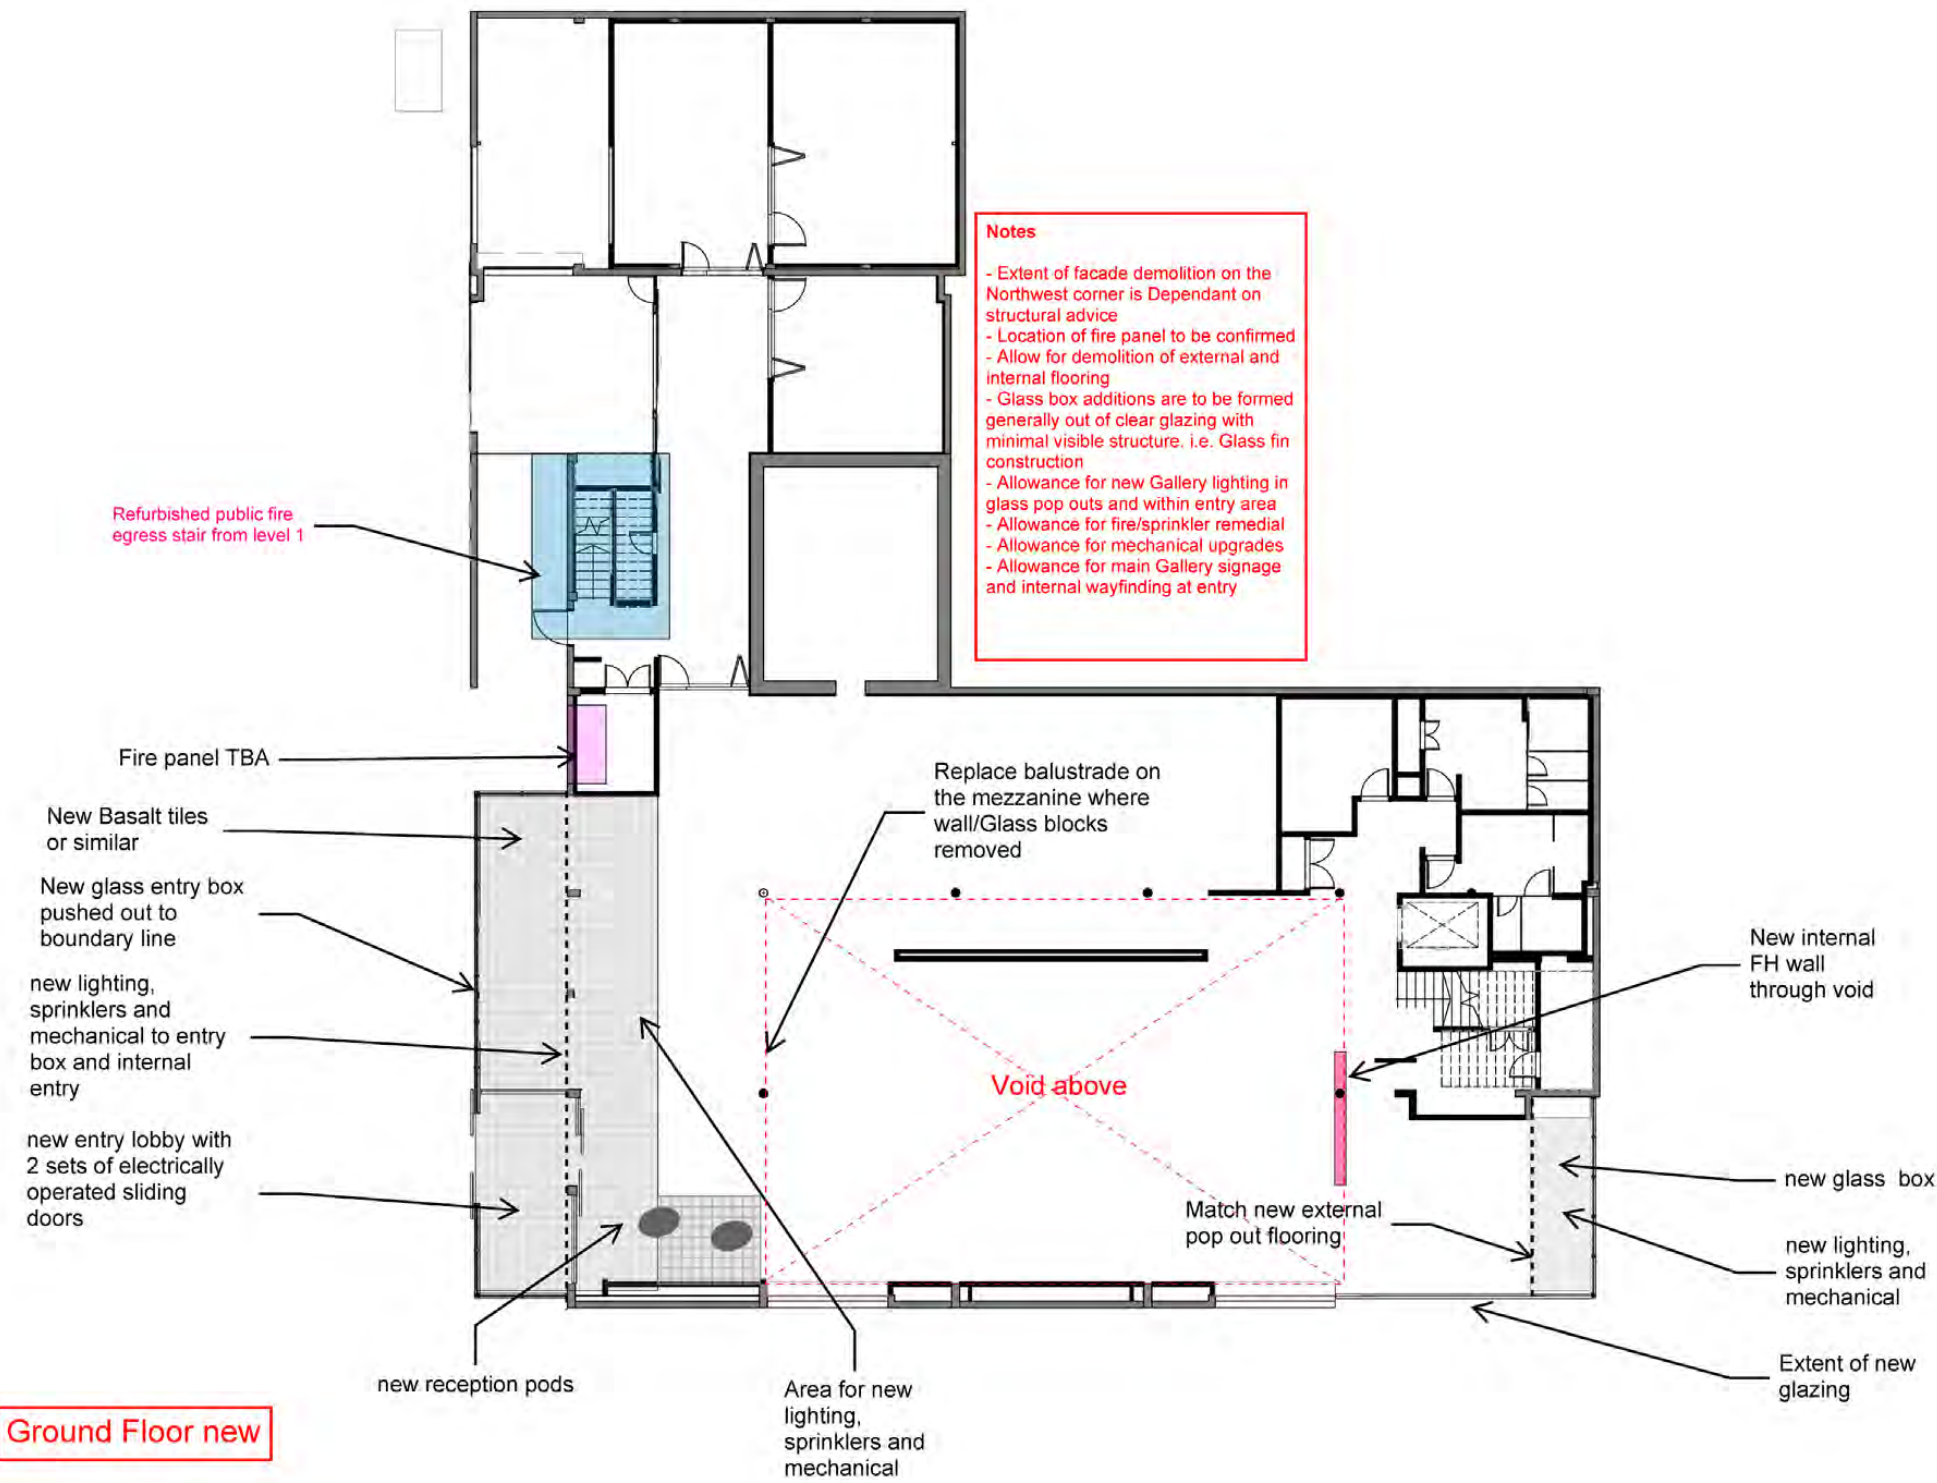 Notes
- Extent of facade demolition on the
Northwest corner is Dependant on
structural advice
- Location of fire panel to be confirmed
- Allow for demolition of external and
internal flooring
- Glass box additions are to be formed
generally out of clear glazing with
minimal visible structure. i.e. Glass fin
construction
- Allowance for new Gallery lighting in
glass pop outs and within entry area
- Allowance for fire/sprinkler remedial
- Allowance for mechanical upgrades
- Allowance for main Gallery signage
and internal wayfinding at entry
Refurbished public fire
egress stair from level 1
Fire panel TBA
New Basalt tiles
or similar
New glass entry box
pushed out to
boundary line
new lighting,
sprinklers and
mechanical to entry
box and internal
entry
new entry lobby with
2 sets of electrically
operated sliding
doors
Replace balustrade on
the mezzanine where
wall/Glass blocks
removed
Void above
New internal
FH wall
through void
Match new external
pop out flooring
new glass box
new lighting,
sprinklers and
mechanical
Extent of new
glazing
new reception pods
Area for new
lighting,
sprinklers and
mechanical
Ground Floor new